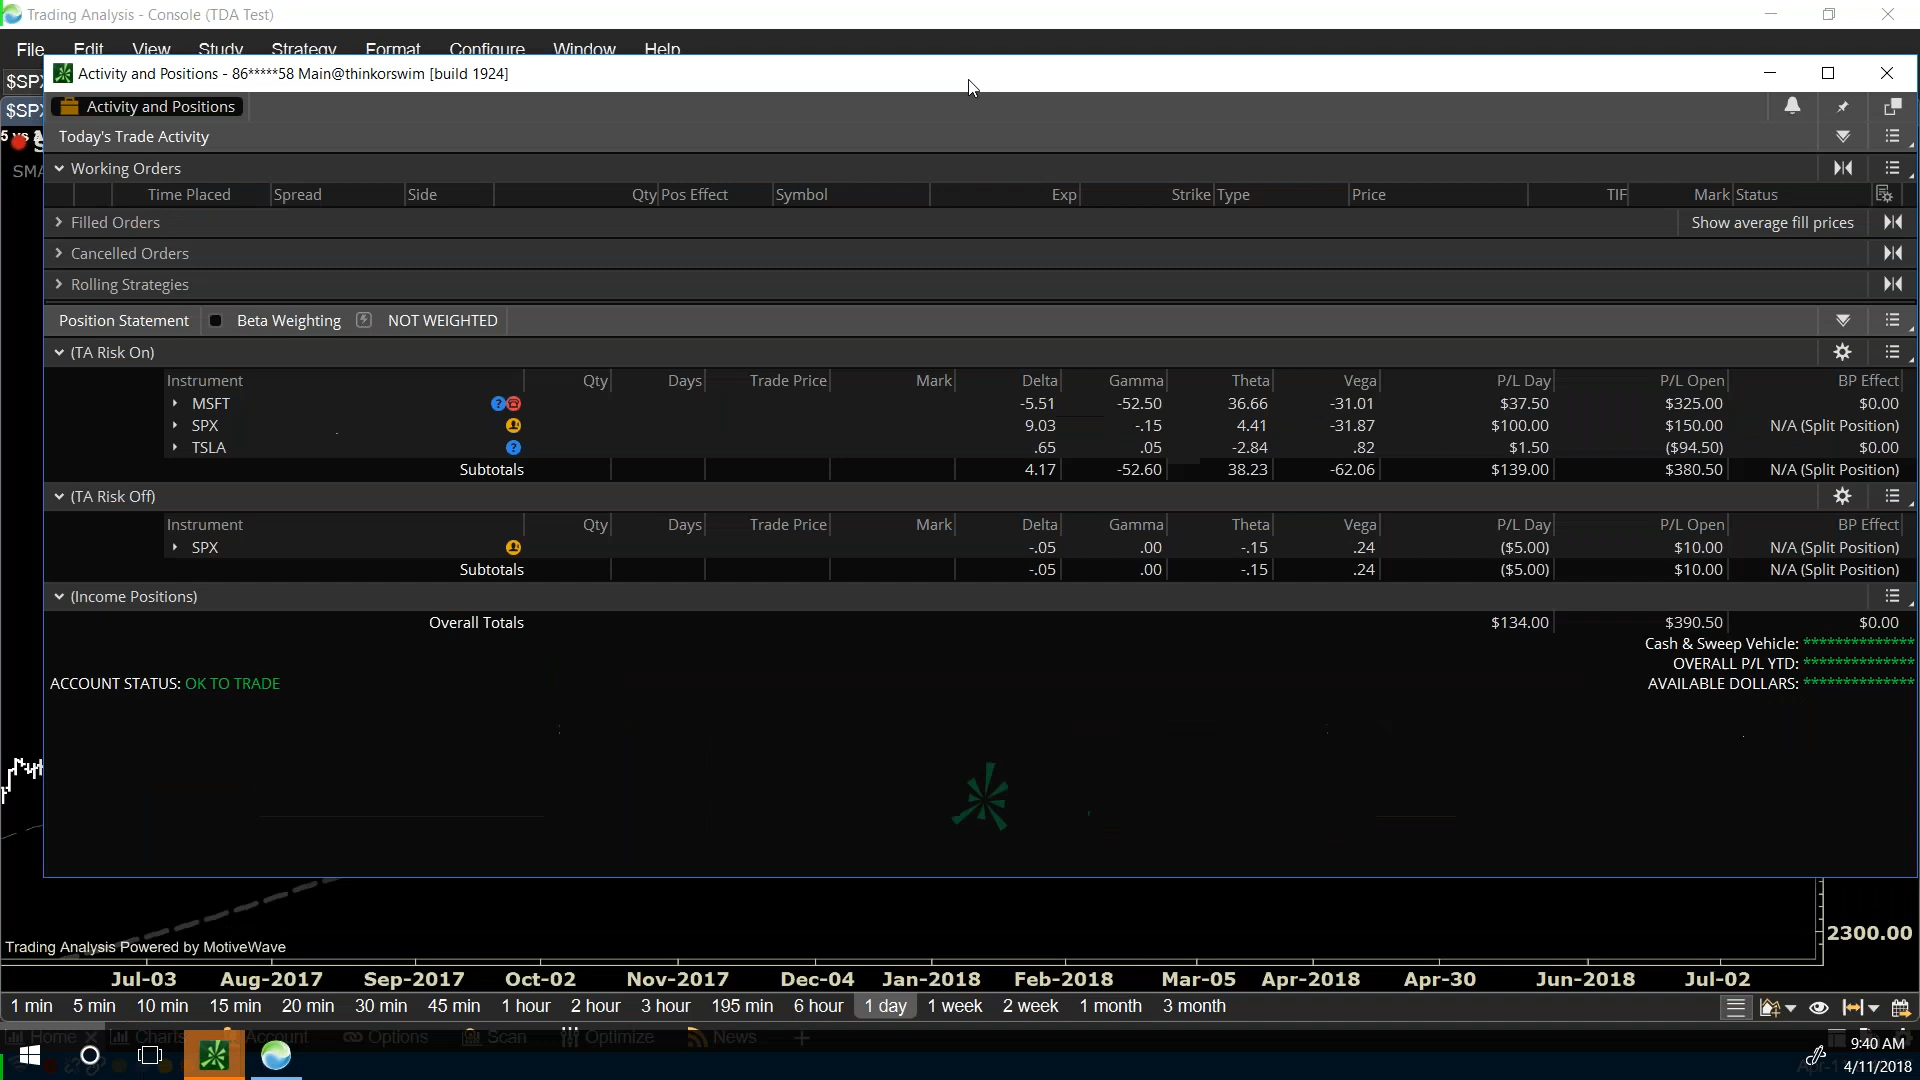 Trading Analysis - Console (TDA Test)
File Edit View Study Strategy Format Configure Window Help
Activity and Positions - 86*****58 Main@thinkorswim [build 1924]
$SPX
Activity and Positions
$SPX
Today's Trade Activity
SMA
Working Orders
Time Placed Spread Side Qty Pos Effect Symbol Exp Strike Type Price TIF Mark Status
Filled Orders Show average fill prices
Cancelled Orders
Rolling Strategies
Position Statement Beta Weighting NOT WEIGHTED
(TA Risk On)
Instrument Qty Days Trade Price Mark Delta Gamma Theta Vega P/L Day P/L Open BP Effect
MSFT -5.51 -52.50 36.66 -31.01 $37.50 $325.00 $0.00
SPX 9.03 -.15 4.41 -31.87 $100.00 $150.00 N/A (Split Position)
TSLA .65 .05 -2.84 .82 $1.50 ($94.50) $0.00
Subtotals 4.17 -52.60 38.23 -62.06 $139.00 $380.50 N/A (Split Position)
(TA Risk Off)
Instrument Qty Days Trade Price Mark Delta Gamma Theta Vega P/L Day P/L Open BP Effect
SPX -.05 .00 -.15 .24 ($5.00) $10.00 N/A (Split Position)
Subtotals -.05 .00 -.15 .24 ($5.00) $10.00 N/A (Split Position)
(Income Positions)
Overall Totals $134.00 $390.50 $0.00
Cash & Sweep Vehicle: **************
OVERALL P/L YTD: **************
ACCOUNT STATUS: OK TO TRADE AVAILABLE DOLLARS: **************
2300.00
Trading Analysis Powered by MotiveWave
Jul-03 Aug-2017 Sep-2017 Oct-02 Nov-2017 Dec-04 Jan-2018 Feb-2018 Mar-05 Apr-2018 Apr-30 Jun-2018 Jul-02
1 min 5 min 10 min 15 min 20 min 30 min 45 min 1 hour 2 hour 3 hour 195 min 6 hour 1 day 1 week 2 week 1 month 3 month
Home Charts Account Options Scan Optimize News
9:40 AM
4/11/2018